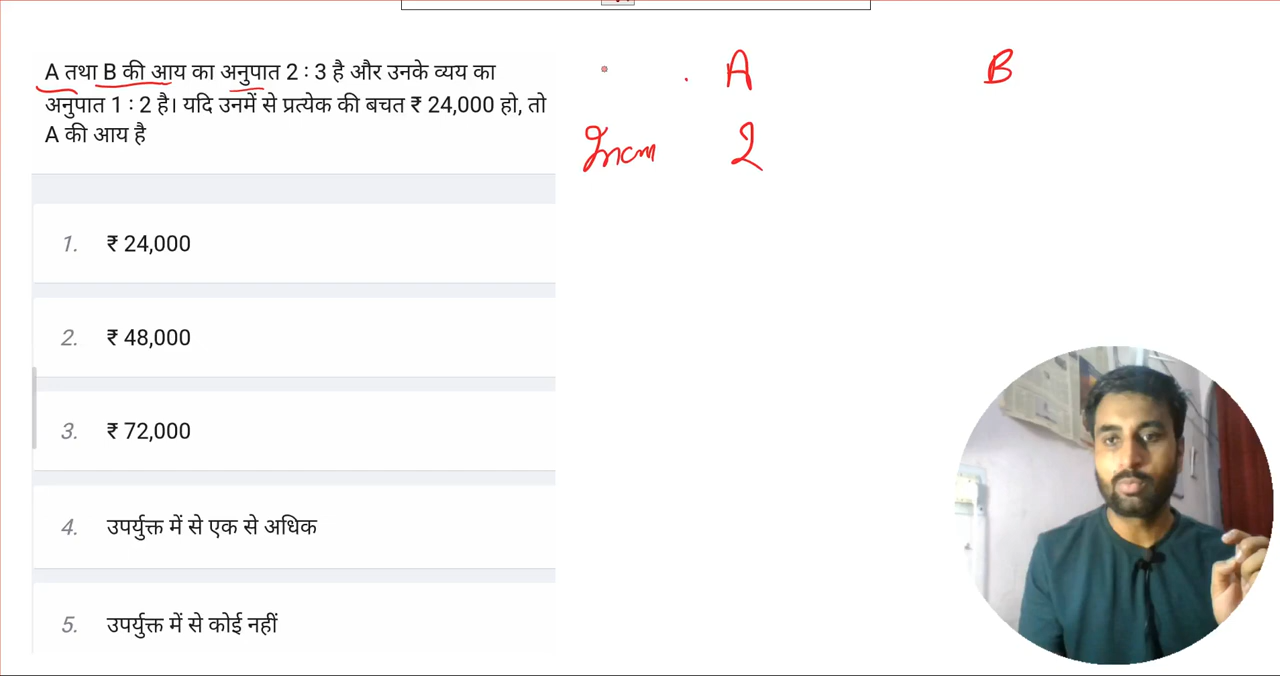 A तथा B की आय का अनुपात 2 : 3 है और उनके व्यय का
अनुपात 1 : 2 है। यदि उनमें से प्रत्येक की बचत ₹ 24,000 हो, तो
A की आय है
1. ₹ 24,000
2. ₹ 48,000
3. ₹ 72,000
4. उपर्युक्त में से एक से अधिक
5. उपर्युक्त में से कोई नहीं
A B
2